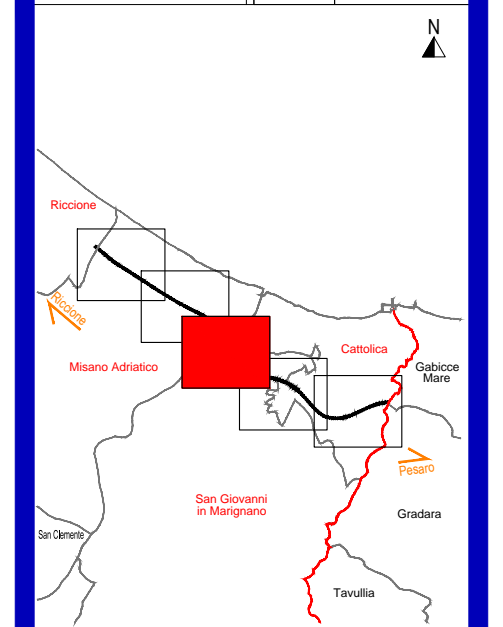 N
Riccione
Riccione
Cattolica
Misano Adriatico
Gabicce
Mare
Pesaro
San Giovanni
in Marignano
Gradara
San Clemente
Tavullia